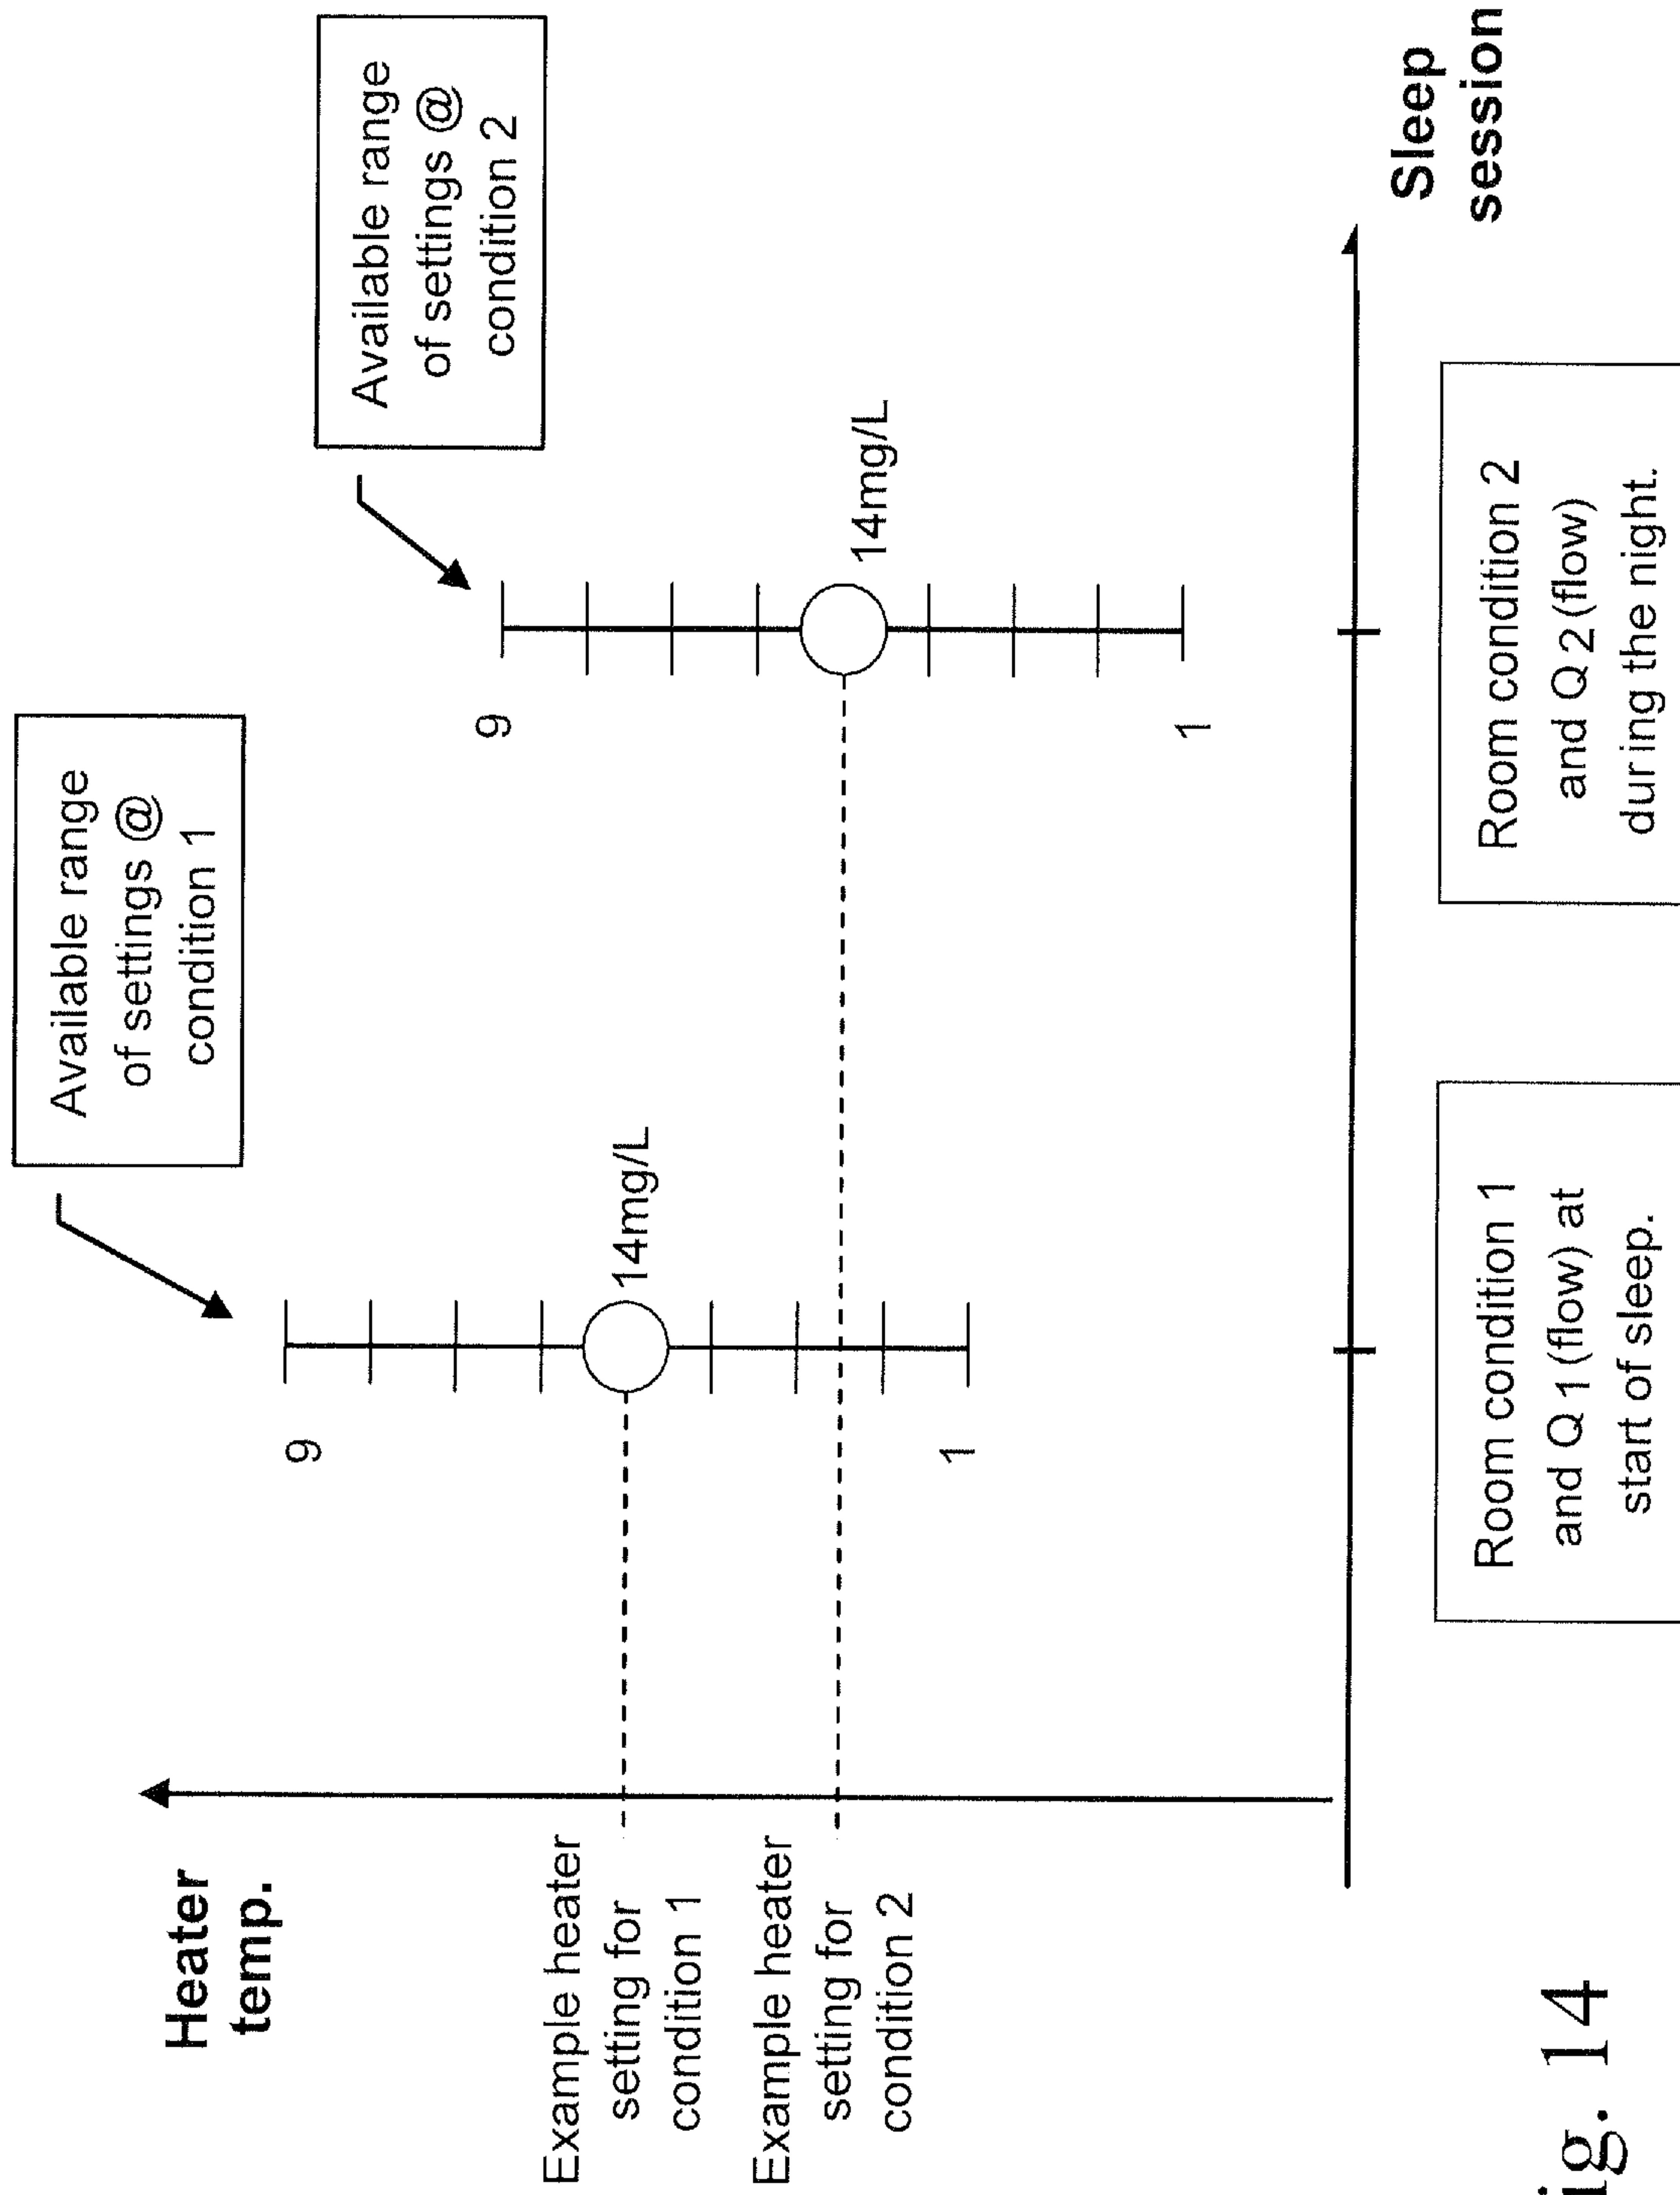 Heater
temp.
Available range
of settings @
condition 1
Available range
of settings @
condition 2
9
14mg/L
1
9
14mg/L
1
Example heater
setting for
condition 1
Example heater
setting for
condition 2
Sleep
session
Room condition 1
and Q 1 (flow) at
start of sleep.
Room condition 2
and Q 2 (flow)
during the night.
ig. 14